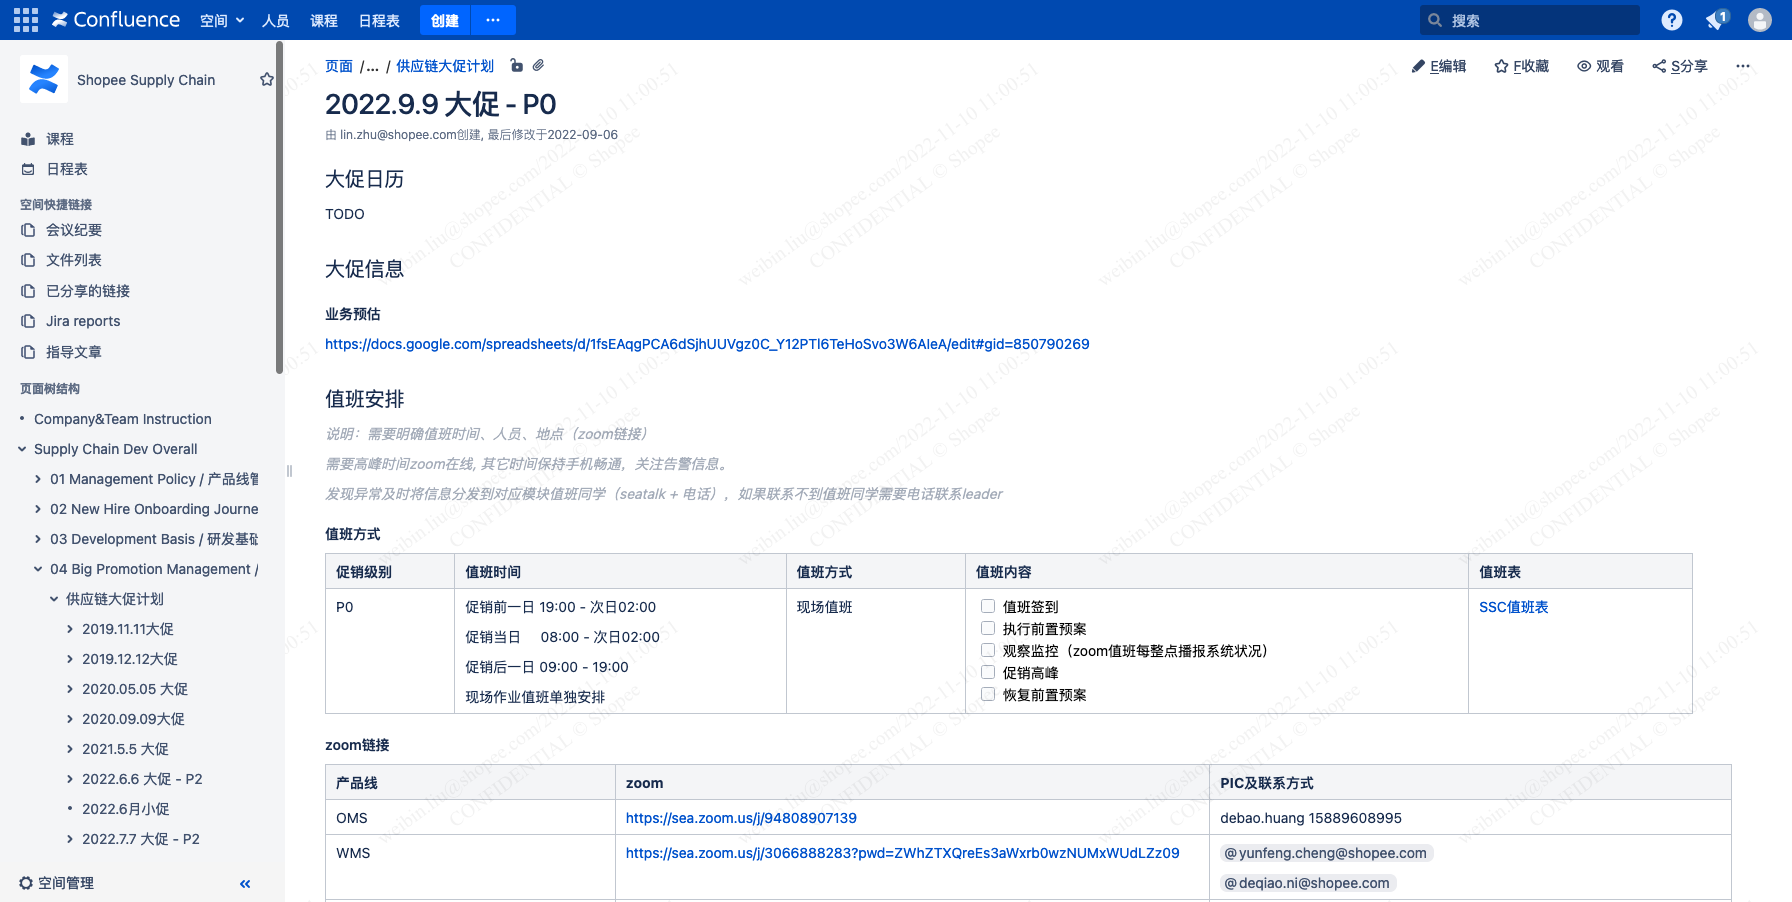 Confluence 空间 人员 课程 日程表 创建 ··· 搜索 1
Shopee Supply Chain
课程
日程表
空间快捷链接
会议纪要
文件列表
已分享的链接
Jira reports
指导文章
页面树结构
Company&Team Instruction
Supply Chain Dev Overall
01 Management Policy / 产品线管
02 New Hire Onboarding Journe
03 Development Basis / 研发基础
04 Big Promotion Management /
供应链大促计划
2019.11.11大促
2019.12.12大促
2020.05.05 大促
2020.09.09大促
2021.5.5 大促
2022.6.6 大促 - P2
2022.6月小促
2022.7.7 大促 - P2
空间管理
页面 /... / 供应链大促计划
E编辑 F收藏 观看 S分享 ···
2022.9.9 大促 - P0
由 lin.zhu@shopee.com创建, 最后修改于2022-09-06
大促日历
TODO
大促信息
业务预估
https://docs.google.com/spreadsheets/d/1fsEAqgPCA6dSjhUUVgz0C_Y12PTl6TeHoSvo3W6AleA/edit#gid=850790269
值班安排
说明：需要明确值班时间、人员、地点（zoom链接）
需要高峰时间zoom在线, 其它时间保持手机畅通，关注告警信息。
发现异常及时将信息分发到对应模块值班同学（seatalk + 电话），如果联系不到值班同学需要电话联系leader
值班方式
促销级别 值班时间 值班方式 值班内容 值班表
P0
促销前一日 19:00 - 次日02:00
促销当日 08:00 - 次日02:00
促销后一日 09:00 - 19:00
现场作业值班单独安排
现场值班
值班签到
执行前置预案
观察监控（zoom值班每整点播报系统状况）
促销高峰
恢复前置预案
SSC值班表
zoom链接
产品线 zoom PIC及联系方式
OMS https://sea.zoom.us/j/94808907139 debao.huang 15889608995
WMS https://sea.zoom.us/j/3066888283?pwd=ZWhZTXQreEs3aWxrb0wzNUMxWUdLZz09 @yunfeng.cheng@shopee.com
@deqiao.ni@shopee.com
weibin.liu@shopee.com/2022-11-10 11:00:51
CONFIDENTIAL © Shopee